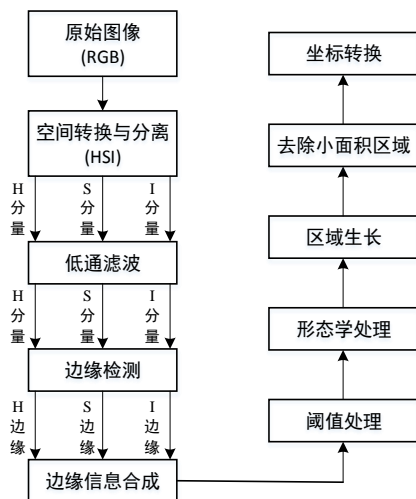 原始图像
(RGB)
空间转换与分离
(HSI)
H
分
量
S
分
量
I
分
量
低通滤波
H
分
量
S
分
量
I
分
量
边缘检测
H
边
缘
S
边
缘
I
边
缘
边缘信息合成
阈值处理
形态学处理
区域生长
去除小面积区域
坐标转换